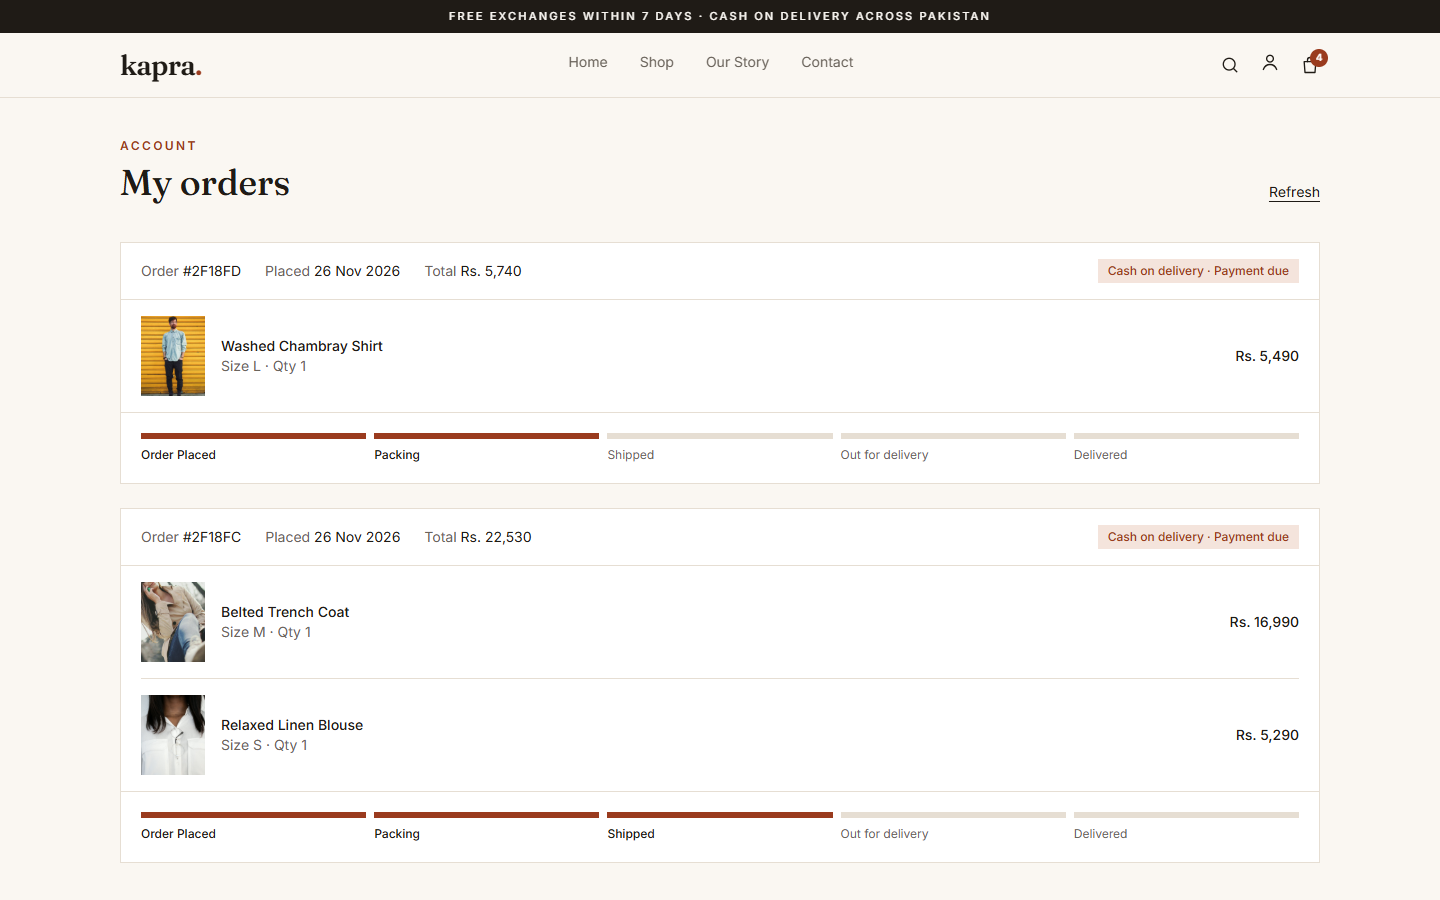 FREE EXCHANGES WITHIN 7 DAYS · CASH ON DELIVERY ACROSS PAKISTAN
kapra.
Home Shop Our Story Contact
4
ACCOUNT
My orders
Refresh
Order #2F18FD Placed 26 Nov 2026 Total Rs. 5,740 Cash on delivery · Payment due
Washed Chambray Shirt
Size L · Qty 1
Rs. 5,490
Order Placed Packing Shipped Out for delivery Delivered
Order #2F18FC Placed 26 Nov 2026 Total Rs. 22,530 Cash on delivery · Payment due
Belted Trench Coat
Size M · Qty 1
Rs. 16,990
Relaxed Linen Blouse
Size S · Qty 1
Rs. 5,290
Order Placed Packing Shipped Out for delivery Delivered